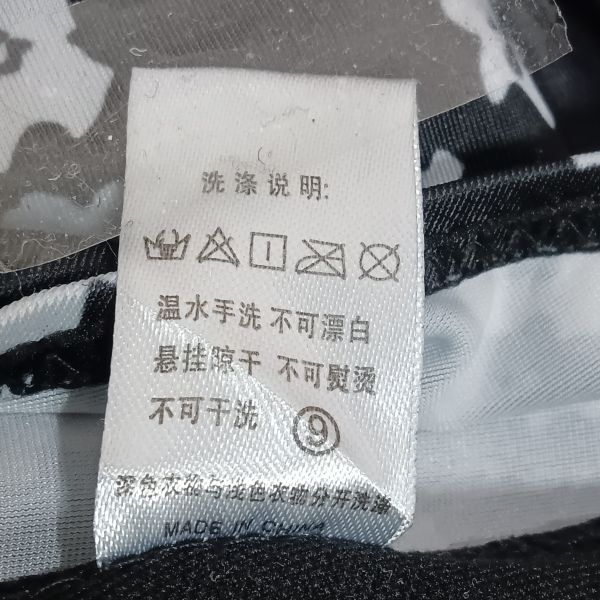 洗涤说明:
温水手洗 不可漂白
悬挂晾干 不可熨烫
不可干洗 ⑨
深色衣物与浅色衣物分开洗涤
MADE IN CHINA